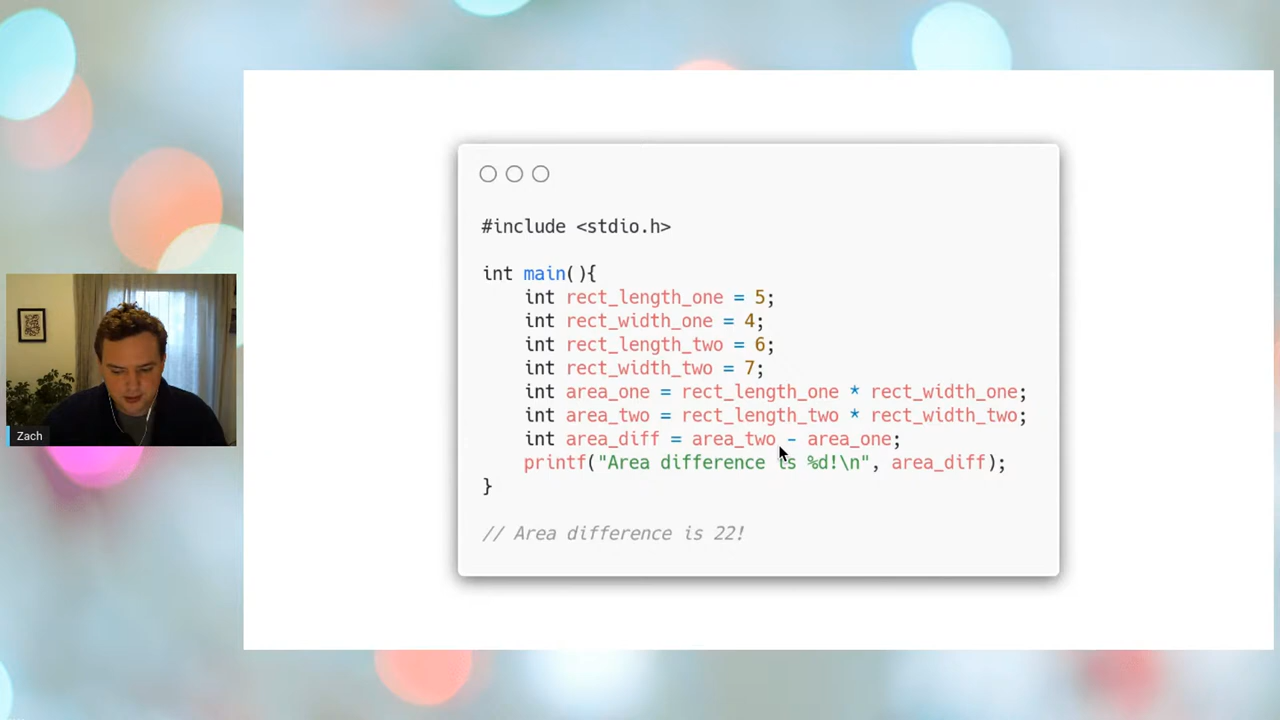 #include <stdio.h>
int main(){
int rect_length_one = 5;
int rect_width_one = 4;
int rect_length_two = 6;
int rect_width_two = 7;
int area_one = rect_length_one * rect_width_one;
int area_two = rect_length_two * rect_width_two;
int area_diff = area_two - area_one;
printf("Area difference is %d!\n", area_diff);
}
// Area difference is 22!
Zach